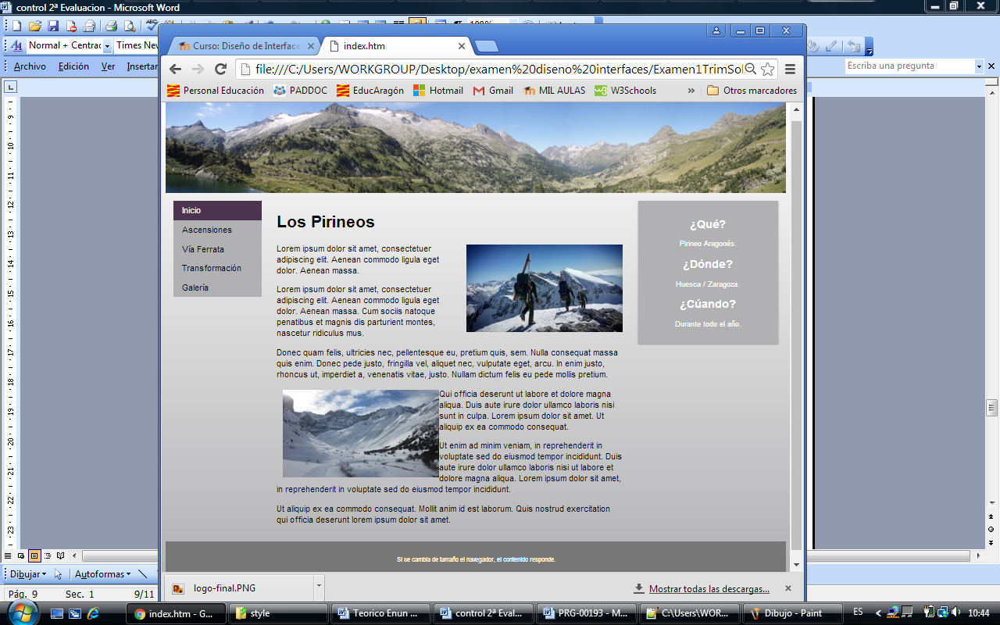 control 2ª Evaluacion - Microsoft Word
Normal + Centrad
Times New
Archivo Edición Ver Insertar
Escriba una pregunta
Curso: Diseño de Interface
index.htm
file:///C:/Users/WORKGROUP/Desktop/examen%20diseno%20interfaces/Examen1TrimSol
Personal Educación PADDOC EducAragón Hotmail Gmail MIL AULAS W3Schools » Otros marcadores
Inicio
Ascensiones
Vía Ferrata
Transformación
Galería
Los Pirineos
Lorem ipsum dolor sit amet, consectetuer
adipiscing elit. Aenean commodo ligula eget
dolor. Aenean massa.
Lorem ipsum dolor sit amet, consectetuer
adipiscing elit. Aenean commodo ligula eget
dolor. Aenean massa. Cum sociis natoque
penatibus et magnis dis parturient montes,
nascetur ridiculus mus.
Donec quam felis, ultricies nec, pellentesque eu, pretium quis, sem. Nulla consequat massa
quis enim. Donec pede justo, fringilla vel, aliquet nec, vulputate eget, arcu. In enim justo,
rhoncus ut, imperdiet a, venenatis vitae, justo. Nullam dictum felis eu pede mollis pretium.
Qui officia deserunt ut labore et dolore magna
aliqua. Duis aute irure dolor ullamco laboris nisi
sunt in culpa. Lorem ipsum dolor sit amet. Ut
aliquip ex ea commodo consequat.
Ut enim ad minim veniam, in reprehenderit in
voluptate sed do eiusmod tempor incididunt. Duis
aute irure dolor ullamco laboris nisi ut labore et
dolore magna aliqua. Lorem ipsum dolor sit amet,
in reprehenderit in voluptate sed do eiusmod tempor incididunt.
Ut aliquip ex ea commodo consequat. Mollit anim id est laborum. Quis nostrud exercitation
qui officia deserunt lorem ipsum dolor sit amet.
¿Qué?
Pirineo Aragonés.
¿Dónde?
Huesca / Zaragoza.
¿Cúando?
Durante todo el año.
Si se cambia de tamaño el navegador, el contenido responde.
logo-final.PNG
Mostrar todas las descargas...
Dibujar Autoformas
Pág. 9 Sec. 1 9/11
index.htm - G...
style
Teorico Enun ...
control 2ª Eval...
PRG-00193 - M...
C:\Users\WOR...
Dibujo - Paint
ES
10:44